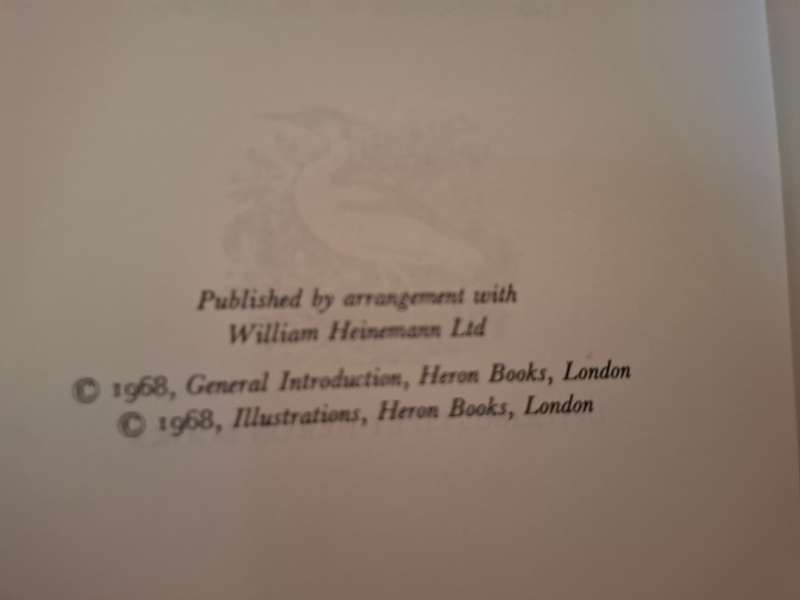 Published by arrangement with
William Heinemann Ltd
© 1968, General Introduction, Heron Books, London
© 1968, Illustrations, Heron Books, London